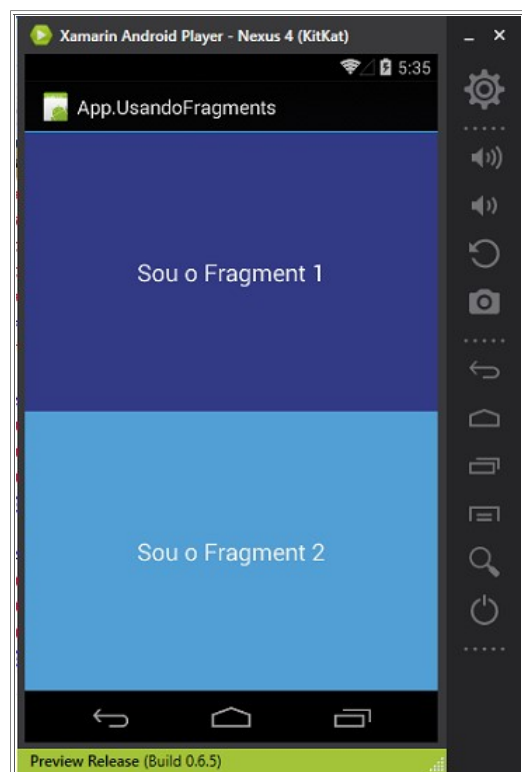 Xamarin Android Player - Nexus 4 (KitKat)
5:35
App.UsandoFragments
Sou o Fragment 1
Sou o Fragment 2
Preview Release (Build 0.6.5)